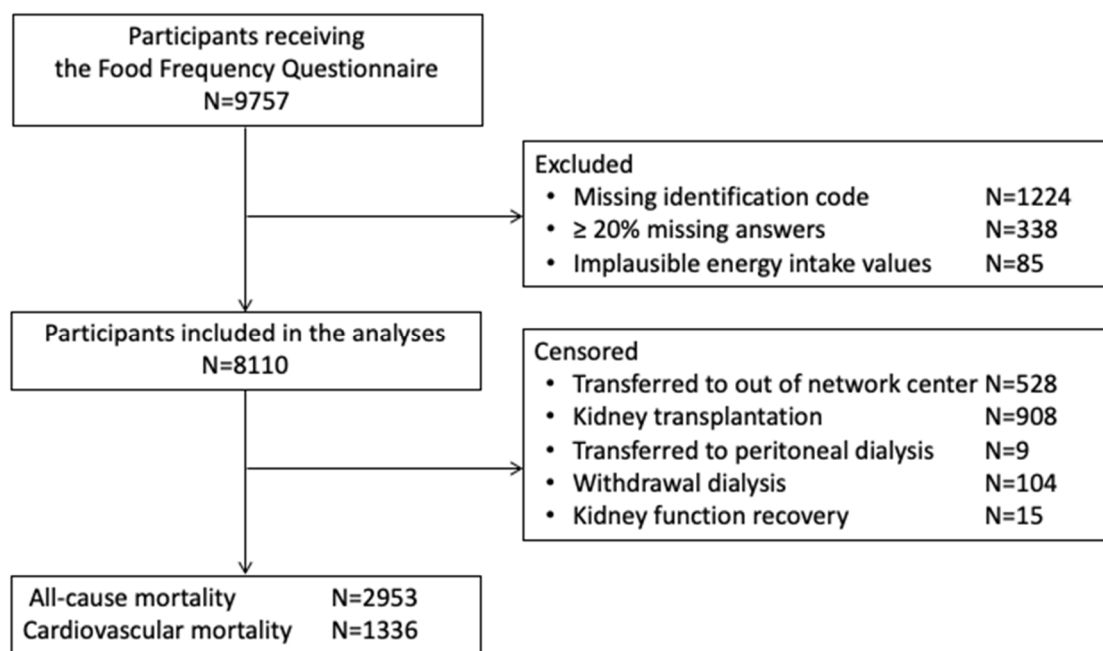 Participants receiving
the Food Frequency Questionnaire
N=9757
Excluded
• Missing identification code N=1224
• ≥ 20% missing answers N=338
• Implausible energy intake values N=85
Participants included in the analyses
N=8110
Censored
• Transferred to out of network center N=528
• Kidney transplantation N=908
• Transferred to peritoneal dialysis N=9
• Withdrawal dialysis N=104
• Kidney function recovery N=15
All-cause mortality N=2953
Cardiovascular mortality N=1336